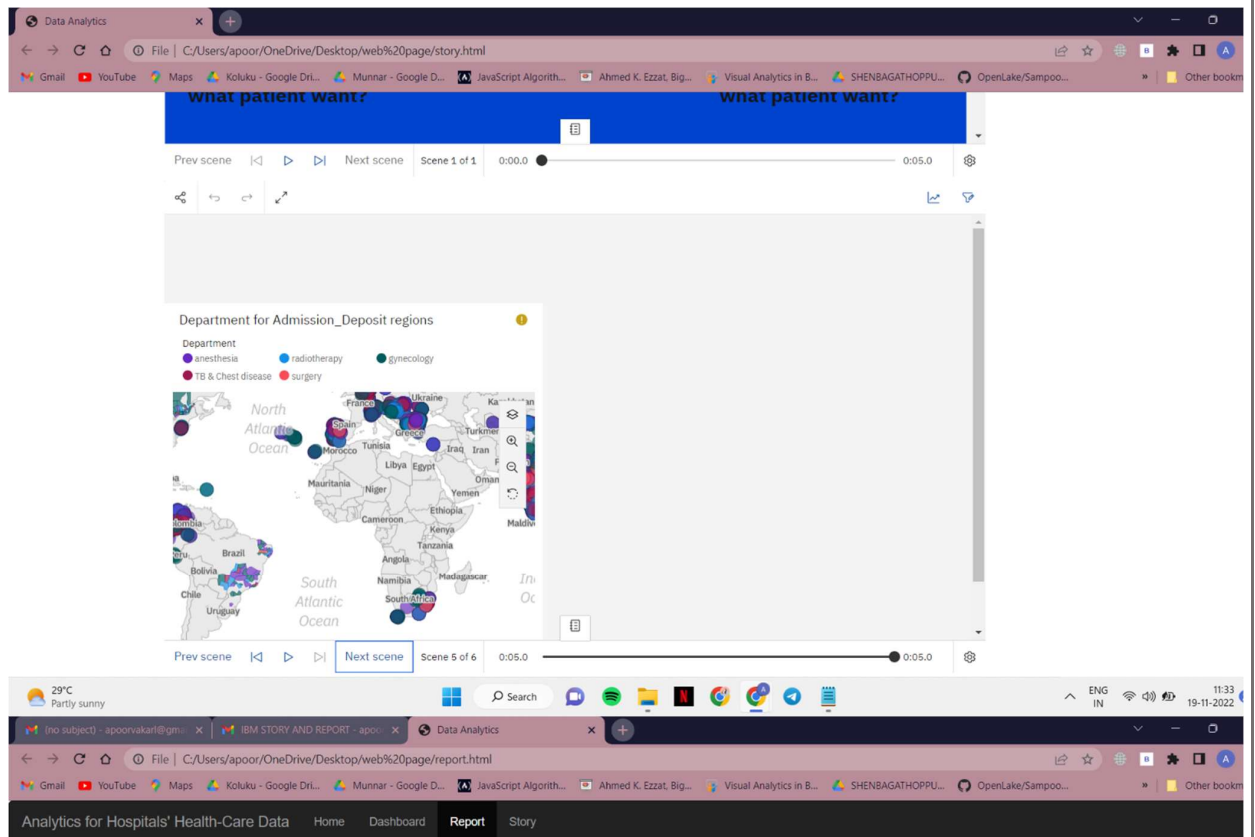 Data Analytics
File | C:/Users/apoor/OneDrive/Desktop/web%20page/story.html
Gmail YouTube Maps Koluku - Google Dri... Munnar - Google D... JavaScript Algorith... Ahmed K. Ezzat, Big... Visual Analytics in B... SHENBAGATHOPPU... OpenLake/Sampoo... » Other bookm
what patient want? what patient want?
Prev scene Next scene Scene 1 of 1 0:00.0 0:05.0
Department for Admission_Deposit regions
Department
anesthesia radiotherapy gynecology
TB & Chest disease surgery
North
Atlantic
Ocean
France Ukraine
Spain Greece Turkmen
Morocco Tunisia Iraq Iran
Libya Egypt
Oman
Mauritania Niger
Yemen
Ethiopia
Cameroon
Kenya
Maldiv
Tanzania
Brazil
Angola
Bolivia
South
Atlantic
Ocean
Namibia Madagascar
Chile
South Africa
Uruguay
Prev scene Next scene Scene 5 of 6 0:05.0 0:05.0
29°C
Partly sunny
Search
ENG
IN
11:33
19-11-2022
(no subject) - apoorvakarl@gm IBM STORY AND REPORT - apoo Data Analytics
File | C:/Users/apoor/OneDrive/Desktop/web%20page/report.html
Gmail YouTube Maps Koluku - Google Dri... Munnar - Google D... JavaScript Algorith... Ahmed K. Ezzat, Big... Visual Analytics in B... SHENBAGATHOPPU... OpenLake/Sampoo... » Other bookm
Analytics for Hospitals' Health-Care Data Home Dashboard Report Story